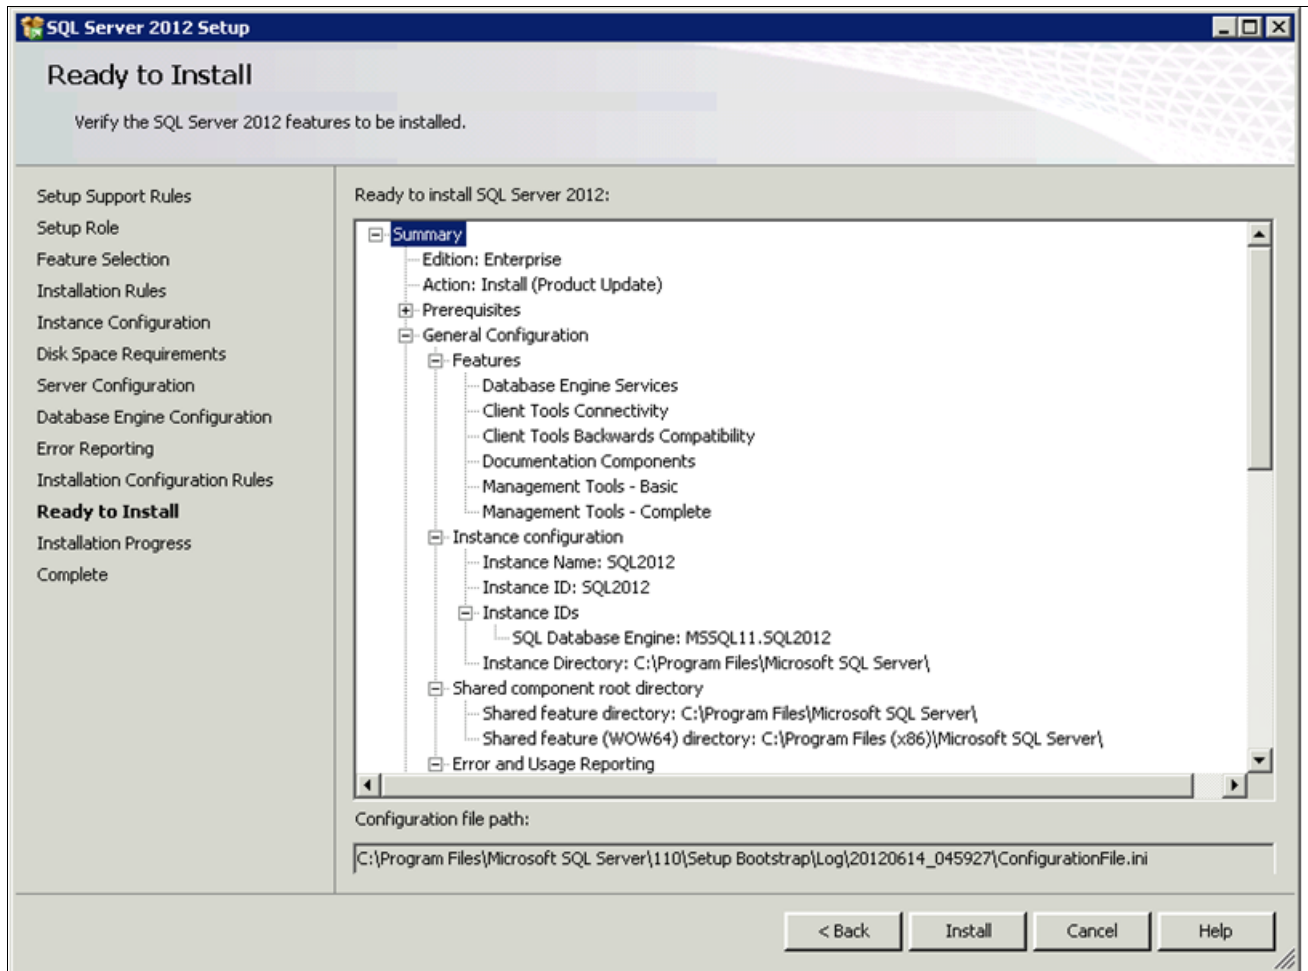 SQL Server 2012 Setup
Ready to Install
Verify the SQL Server 2012 features to be installed.
Setup Support Rules
Setup Role
Feature Selection
Installation Rules
Instance Configuration
Disk Space Requirements
Server Configuration
Database Engine Configuration
Error Reporting
Installation Configuration Rules
Ready to Install
Installation Progress
Complete
Ready to install SQL Server 2012:
Summary
Edition: Enterprise
Action: Install (Product Update)
Prerequisites
General Configuration
Features
Database Engine Services
Client Tools Connectivity
Client Tools Backwards Compatibility
Documentation Components
Management Tools - Basic
Management Tools - Complete
Instance configuration
Instance Name: SQL2012
Instance ID: SQL2012
Instance IDs
SQL Database Engine: MSSQL11.SQL2012
Instance Directory: C:\Program Files\Microsoft SQL Server\
Shared component root directory
Shared feature directory: C:\Program Files\Microsoft SQL Server\
Shared feature (WOW64) directory: C:\Program Files (x86)\Microsoft SQL Server\
Error and Usage Reporting
Configuration file path:
C:\Program Files\Microsoft SQL Server\110\Setup Bootstrap\Log\20120614_045927\ConfigurationFile.ini
< Back
Install
Cancel
Help